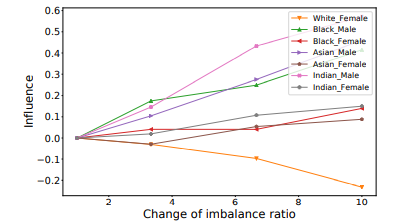 0.6
0.5
0.4
0.3
0.2
0.1
0.0
−0.1
−0.2
Influence
White_Female
Black_Male
Black_Female
Asian_Male
Asian_Female
Indian_Male
Indian_Female
2 4 6 8 10
Change of imbalance ratio